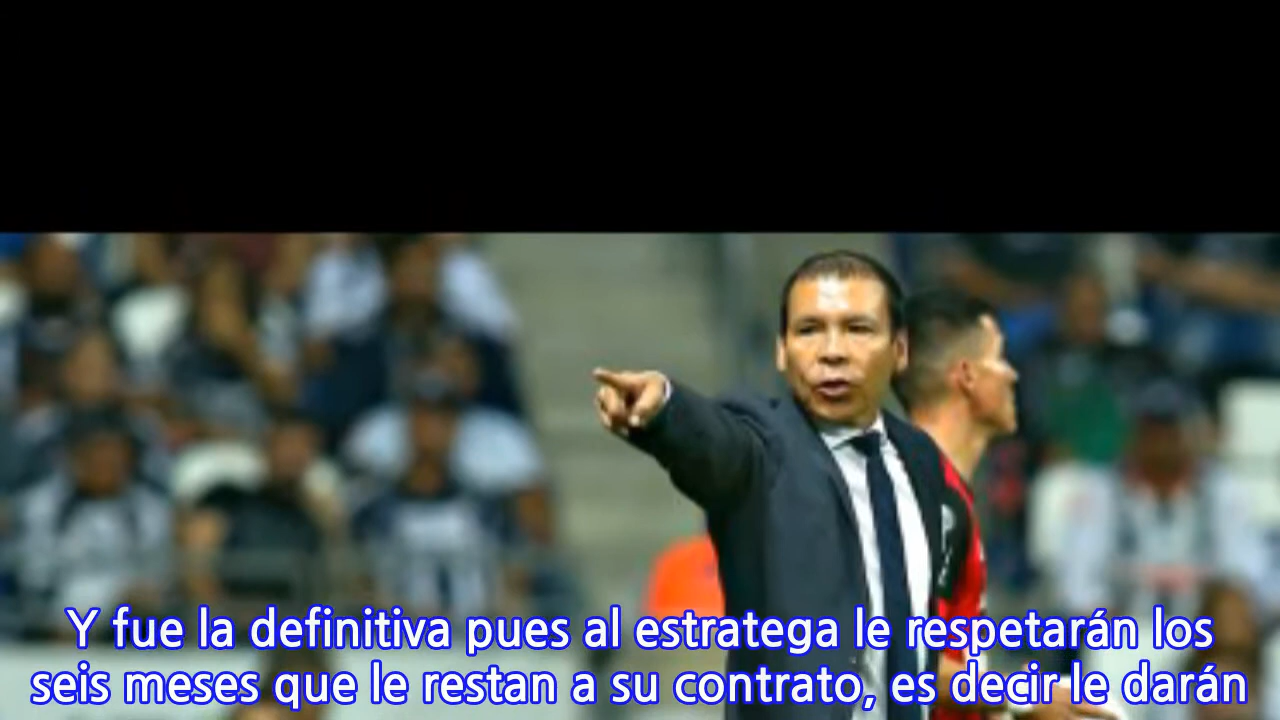 Y fue la definitiva pues al estratega le respetarán los
seis meses que le restan a su contrato, es decir le darán